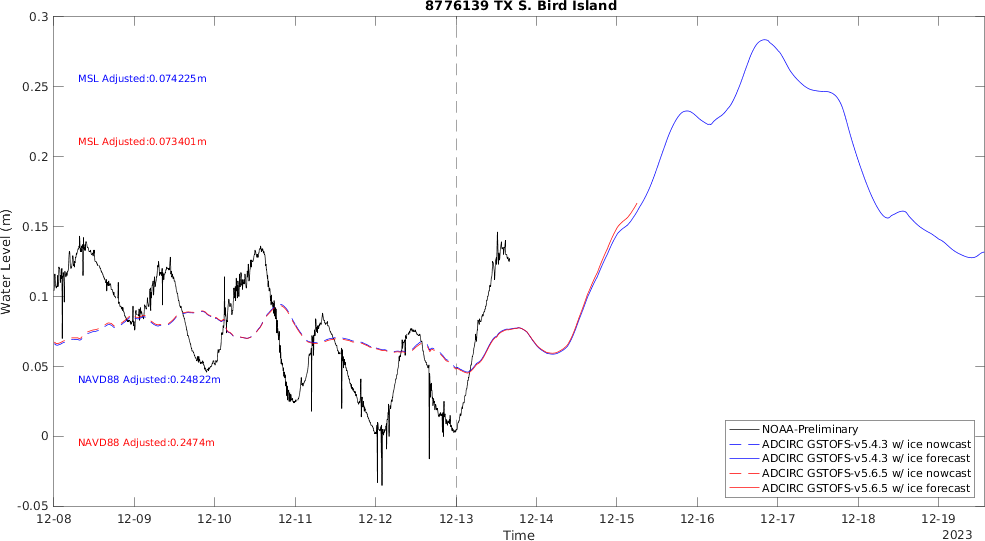 8776139 TX S. Bird Island
Water Level (m)
0.3
0.25
0.2
0.15
0.1
0.05
0
-0.05
MSL Adjusted:0.074225m
MSL Adjusted:0.073401m
NAVD88 Adjusted:0.24822m
NAVD88 Adjusted:0.2474m
NOAA-Preliminary
ADCIRC GSTOFS-v5.4.3 w/ ice nowcast
ADCIRC GSTOFS-v5.4.3 w/ ice forecast
ADCIRC GSTOFS-v5.6.5 w/ ice nowcast
ADCIRC GSTOFS-v5.6.5 w/ ice forecast
12-08 12-09 12-10 12-11 12-12 12-13 12-14 12-15 12-16 12-17 12-18 12-19
Time
2023